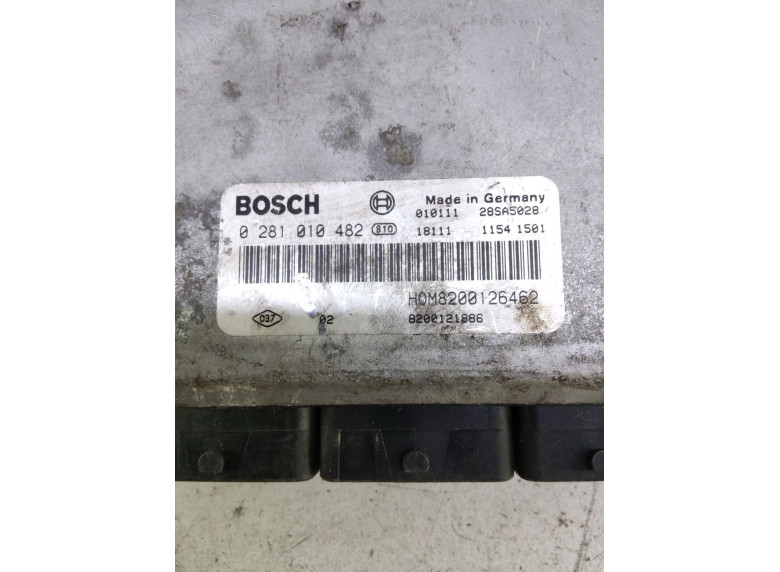 BOSCH Made in Germany
010111 28SA5028
0 281 010 482 810 18111 1154 1501
HOM8200126462
037 02 8200121886